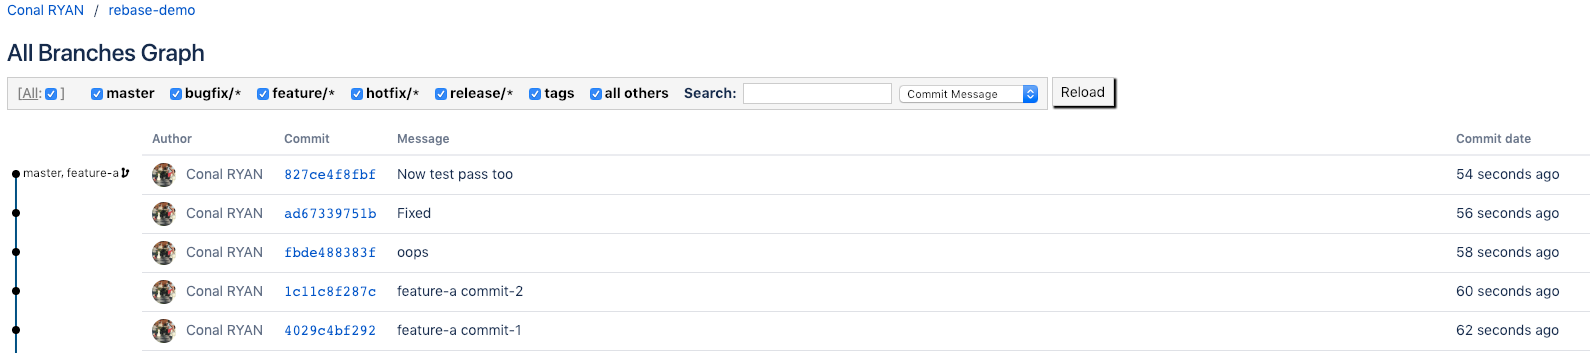 Conal RYAN / rebase-demo
All Branches Graph
[All: ] master bugfix/* feature/* hotfix/* release/* tags all others Search: Commit Message Reload
Author Commit Message Commit date
master, feature-a Conal RYAN 827ce4f8fbf Now test pass too 54 seconds ago
Conal RYAN ad67339751b Fixed 56 seconds ago
Conal RYAN fbde488383f oops 58 seconds ago
Conal RYAN 1c11c8f287c feature-a commit-2 60 seconds ago
Conal RYAN 4029c4bf292 feature-a commit-1 62 seconds ago